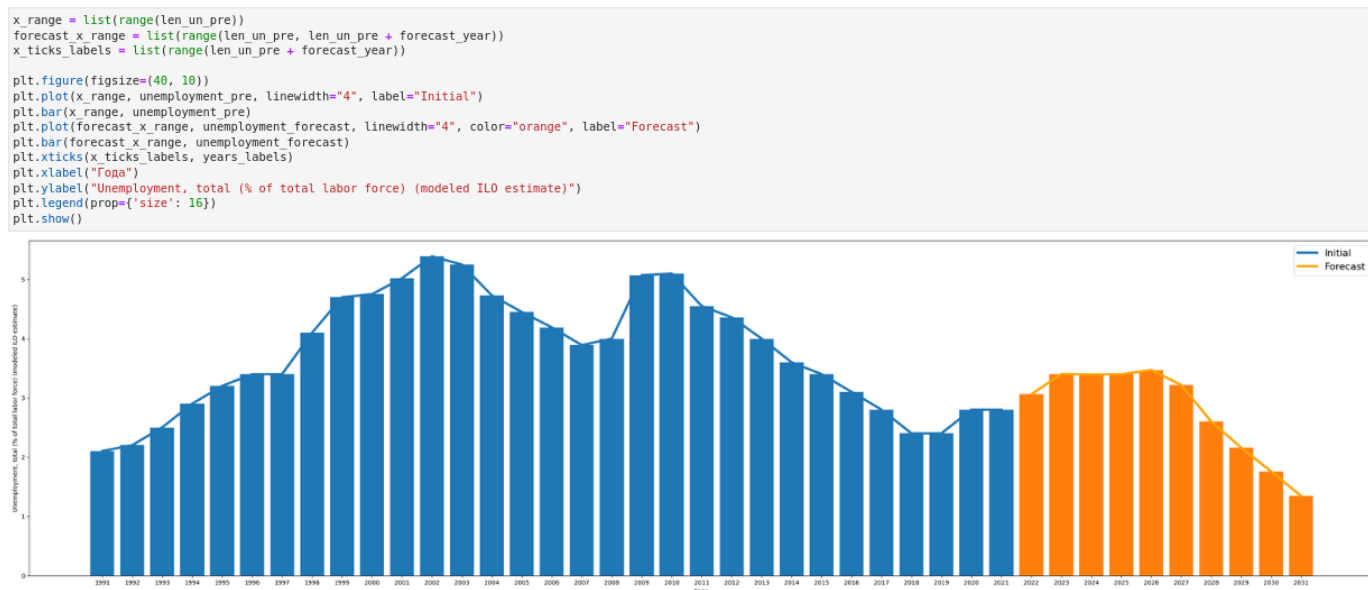 x_range = list(range(len_un_pre))
forecast_x_range = list(range(len_un_pre, len_un_pre + forecast_year))
x_ticks_labels = list(range(len_un_pre + forecast_year))
plt.figure(figsize=(40, 10))
plt.plot(x_range, unemployment_pre, linewidth="4", label="Initial")
plt.bar(x_range, unemployment_pre)
plt.plot(forecast_x_range, unemployment_forecast, linewidth="4", color="orange", label="Forecast")
plt.bar(forecast_x_range, unemployment_forecast)
plt.xticks(x_ticks_labels, years_labels)
plt.xlabel("Года")
plt.ylabel("Unemployment, total (% of total labor force) (modeled ILO estimate)")
plt.legend(prop={'size': 16})
plt.show()
Initial
Forecast
Unemployment, total (% of total labor force) (modeled ILO estimate)
5
4
3
2
1
0
1991 1992 1993 1994 1995 1996 1997 1998 1999 2000 2001 2002 2003 2004 2005 2006 2007 2008 2009 2010 2011 2012 2013 2014 2015 2016 2017 2018 2019 2020 2021 2022 2023 2024 2025 2026 2027 2028 2029 2030 2031